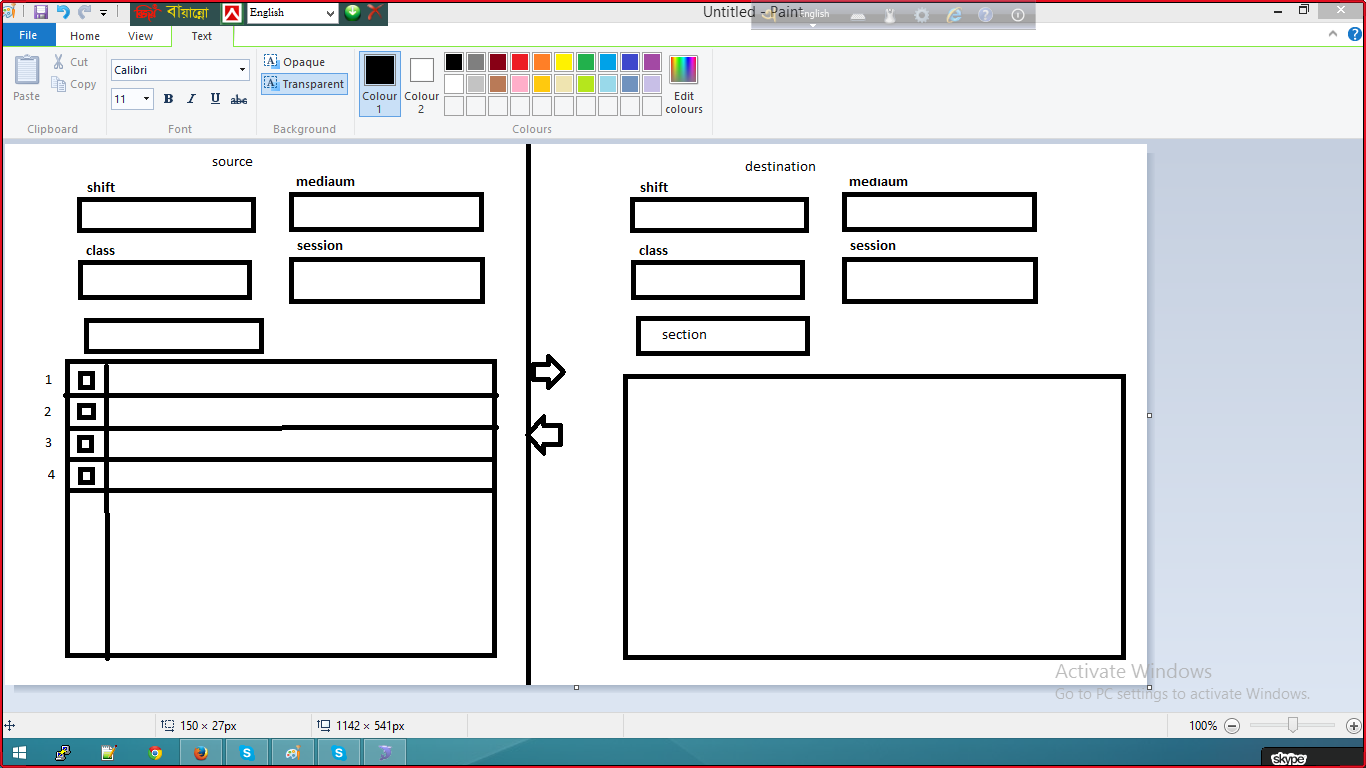 বাঁয়ান্নো English Untitled - Paint English
File Home View Text
Paste Cut Copy Calibri 11 B I U abc Opaque Transparent Colour 1 Colour 2 Edit colours
Clipboard Font Background Colours
source destination
shift mediaum shift mediaum
class session class session
section
1
2
3
4
Activate Windows
Go to PC settings to activate Windows.
150 × 27px 1142 × 541px 100%
skype